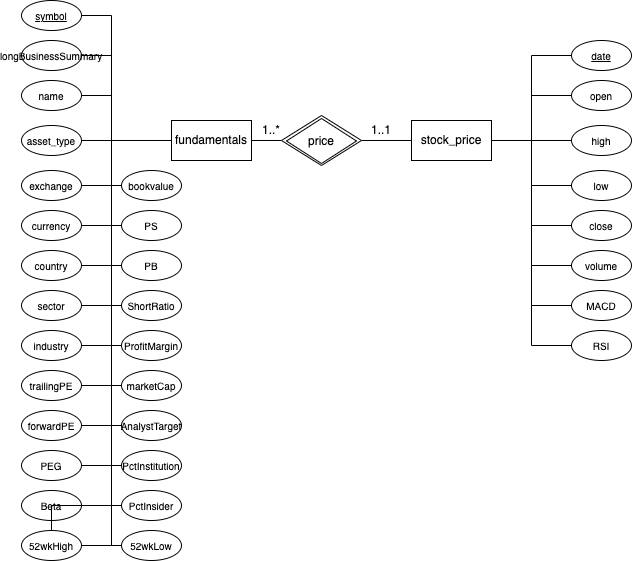 symbol
longBusinessSummary
name
asset_type
exchange
currency
country
sector
industry
trailingPE
forwardPE
PEG
Beta
52wkHigh
bookvalue
PS
PB
ShortRatio
ProfitMargin
marketCap
AnalystTarget
PctInstitution
PctInsider
52wkLow
fundamentals
1..*
price
1..1
stock_price
date
open
high
low
close
volume
MACD
RSI